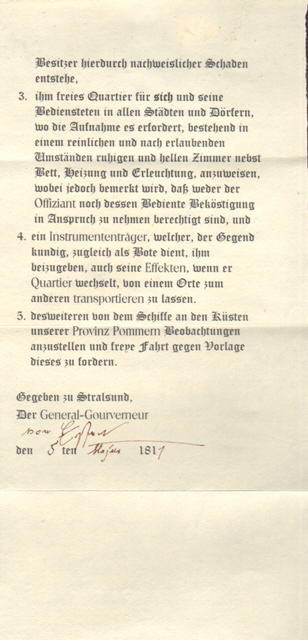 Besitzer hierdurch nachweislicher Schaden
entstehe,
3. ihm freies Quartier für sich und seine
Bediensteten in allen Städten und Dörfern,
wo die Aufnahme es erfordert, bestehend in
einem reinlichen und nach erlaubenden
Umständen ruhigen und hellen Zimmer nebst
Bett, Heizung und Erleuchtung, anzuweisen,
wobei jedoch bemerkt wird, daß weder der
Offiziant noch dessen Bediente Beköstigung
in Anspruch zu nehmen berechtigt sind, und
4. ein Instrumententräger, welcher, der Gegend
kundig, zugleich als Bote dient, ihm
beizugeben, auch seine Effekten, wenn er
Quartier wechselt, von einem Orte zum
anderen transportieren zu lassen.
5. desweiteren von dem Schiffe an den Küsten
unserer Provinz Pommern Beobachtungen
anzustellen und freye Fahrt gegen Vorlage
dieses zu fordern.
Gegeben zu Stralsund,
Der General-Gourverneur
von
den 5 ten 181